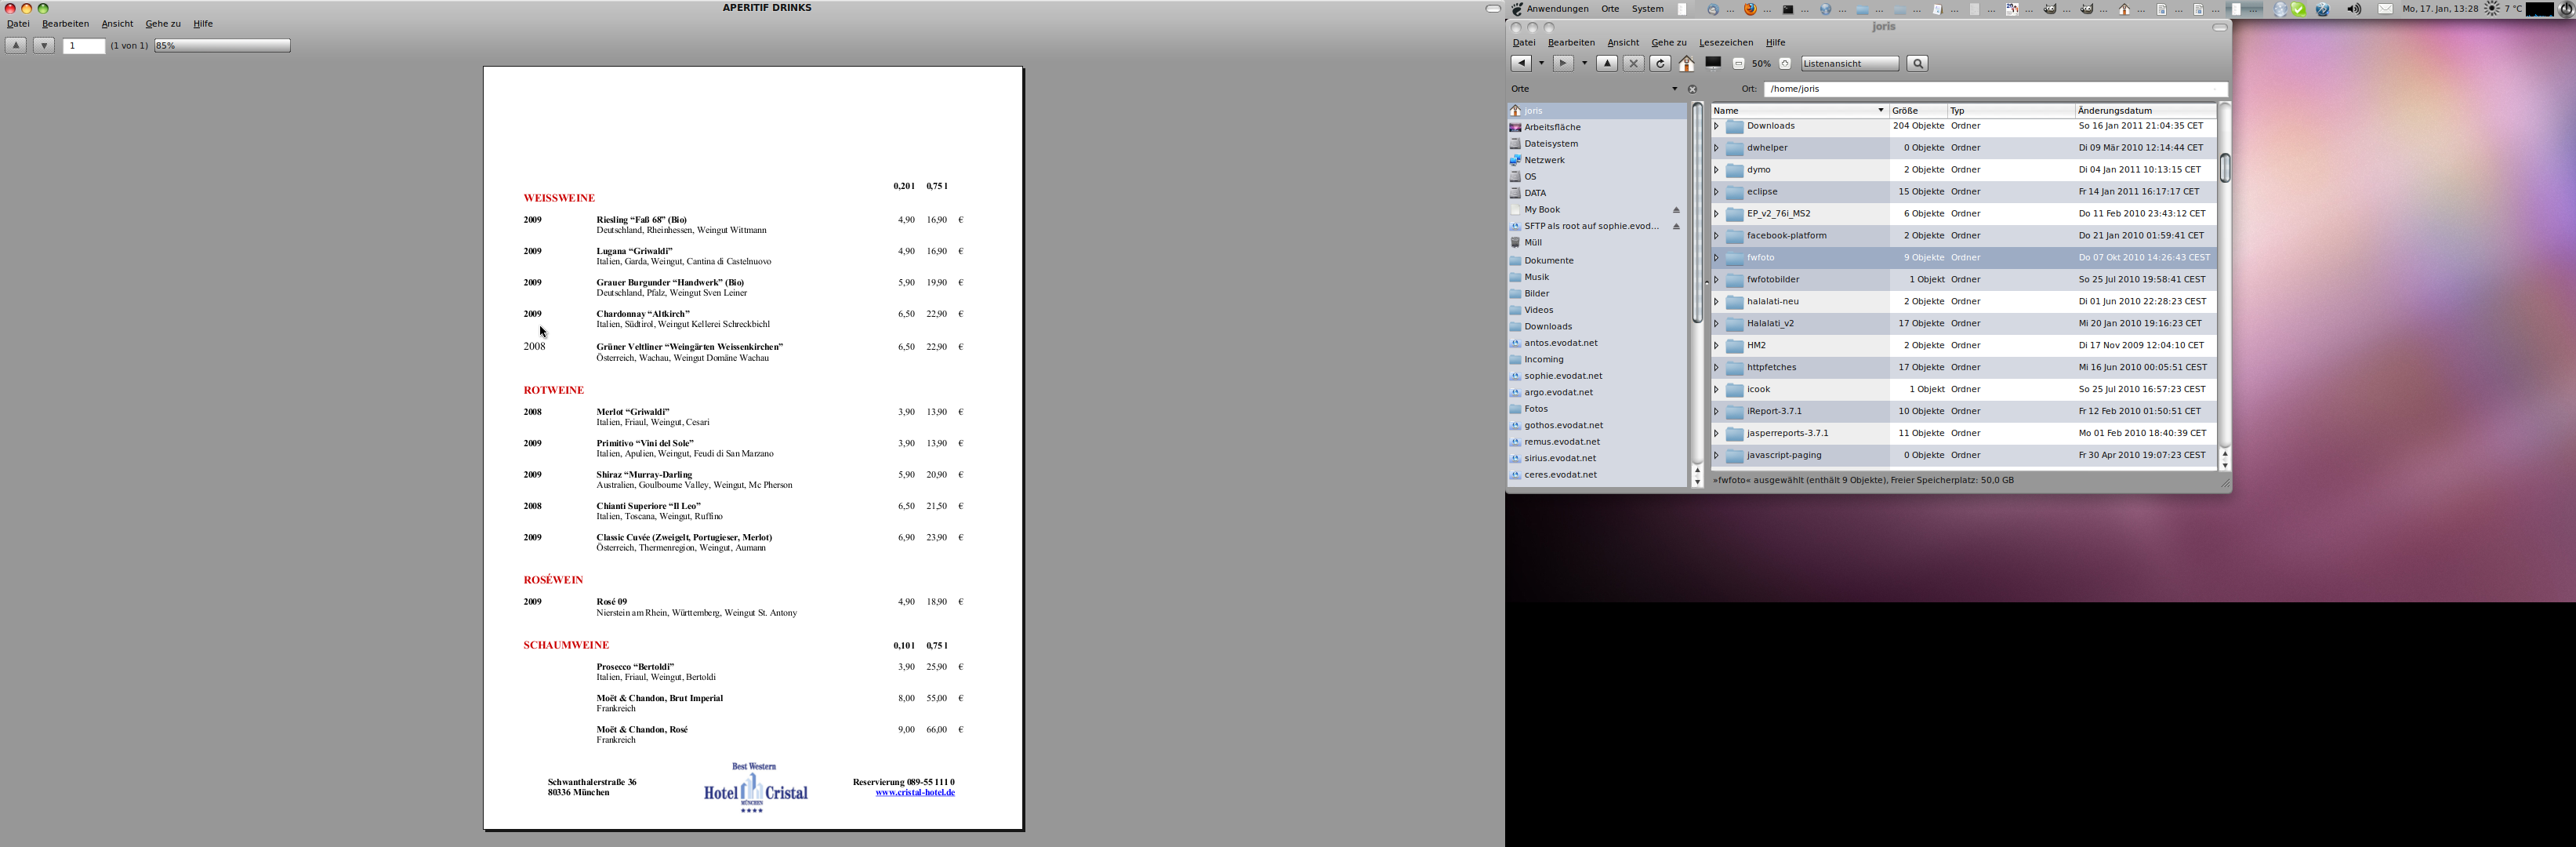 APERITIF DRINKS
Datei Bearbeiten Ansicht Gehe zu Hilfe
1 (1 von 1) 85%
0,20 l 0,75 l
WEISSWEINE
2009 Riesling “Faß 68” (Bio) 4,90 16,90 €
Deutschland, Rheinhessen, Weingut Wittmann
2009 Lugana “Griwaldi” 4,90 16,90 €
Italien, Garda, Weingut, Cantina di Castelnuovo
2009 Grauer Burgunder “Handwerk” (Bio) 5,90 19,90 €
Deutschland, Pfalz, Weingut Sven Leiner
2009 Chardonnay “Altkirch” 6,50 22,90 €
Italien, Südtirol, Weingut Kellerei Schreckbichl
2008 Grüner Veltliner “Weingärten Weissenkirchen” 6,50 22,90 €
Österreich, Wachau, Weingut Domäne Wachau
ROTWEINE
2008 Merlot “Griwaldi” 3,90 13,90 €
Italien, Friaul, Weingut, Cesari
2009 Primitivo “Vini del Sole” 3,90 13,90 €
Italien, Apulien, Weingut, Feudi di San Marzano
2009 Shiraz “Murray-Darling 5,90 20,90 €
Australien, Goulbourne Valley, Weingut, Mc Pherson
2008 Chianti Superiore “Il Leo” 6,50 21,50 €
Italien, Toscana, Weingut, Ruffino
2009 Classic Cuvée (Zweigelt, Portugieser, Merlot) 6,90 23,90 €
Österreich, Thermenregion, Weingut, Aumann
ROSÉWEIN
2009 Rosé 09 4,90 18,90 €
Nierstein am Rhein, Württemberg, Weingut St. Antony
SCHAUMWEINE 0,10 l 0,75 l
Prosecco “Bertoldi” 3,90 25,90 €
Italien, Friaul, Weingut, Bertoldi
Moët & Chandon, Brut Imperial 8,00 55,00 €
Frankreich
Moët & Chandon, Rosé 9,00 66,00 €
Frankreich
Schwanthalerstraße 36
80336 München
Best Western
Hotel Cristal
MÜNCHEN
Reservierung 089-55 111 0
www.cristal-hotel.de
Anwendungen Orte System Mo, 17. Jan, 13:28 7 °C
joris
Datei Bearbeiten Ansicht Gehe zu Lesezeichen Hilfe
50% Listenansicht
Orte
Ort: /home/joris
joris
Arbeitsfläche
Dateisystem
Netzwerk
OS
DATA
My Book
SFTP als root auf sophie.evod...
Müll
Dokumente
Musik
Bilder
Videos
Downloads
antos.evodat.net
Incoming
sophie.evodat.net
argo.evodat.net
Fotos
gothos.evodat.net
remus.evodat.net
sirius.evodat.net
ceres.evodat.net
Name Größe Typ Änderungsdatum
Downloads 204 Objekte Ordner So 16 Jan 2011 21:04:35 CET
dwhelper 0 Objekte Ordner Di 09 Mär 2010 12:14:44 CET
dymo 2 Objekte Ordner Di 04 Jan 2011 10:13:15 CET
eclipse 15 Objekte Ordner Fr 14 Jan 2011 16:17:17 CET
EP_v2_76i_MS2 6 Objekte Ordner Do 11 Feb 2010 23:43:12 CET
facebook-platform 2 Objekte Ordner Do 21 Jan 2010 01:59:41 CET
fwfoto 9 Objekte Ordner Do 07 Okt 2010 14:26:43 CEST
fwfotobilder 1 Objekt Ordner So 25 Jul 2010 19:58:41 CEST
halalati-neu 2 Objekte Ordner Di 01 Jun 2010 22:28:23 CEST
Halalati_v2 17 Objekte Ordner Mi 20 Jan 2010 19:16:23 CET
HM2 2 Objekte Ordner Di 17 Nov 2009 12:04:10 CET
httpfetches 17 Objekte Ordner Mi 16 Jun 2010 00:05:51 CEST
icook 1 Objekt Ordner So 25 Jul 2010 16:57:23 CEST
iReport-3.7.1 10 Objekte Ordner Fr 12 Feb 2010 01:50:51 CET
jasperreports-3.7.1 11 Objekte Ordner Mo 01 Feb 2010 18:40:39 CET
javascript-paging 0 Objekte Ordner Fr 30 Apr 2010 19:07:23 CEST
»fwfoto« ausgewählt (enthält 9 Objekte), Freier Speicherplatz: 50,0 GB